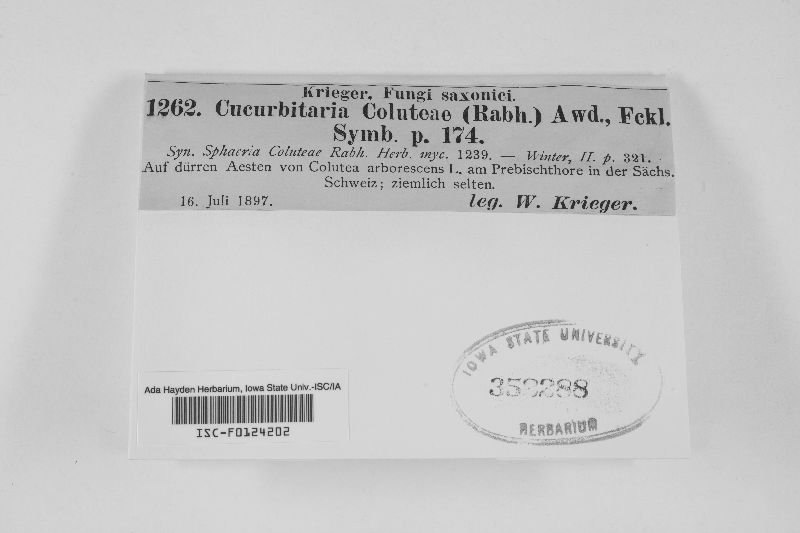 Krieger, Fungi saxonici.
1262. Cucurbitaria Coluteae (Rabh.) Awd., Fckl.
Symb. p. 174.
Syn. Sphaeria Coluteae Rabh. Herb. myc. 1239. — Winter, II. p. 321.
Auf dürren Aesten von Colutea arborescens L. am Prebischthore in der Sächs.
Schweiz; ziemlich selten.
16. Juli 1897. leg. W. Krieger.
IOWA STATE UNIVERSITY
HERBARIUM
Ada Hayden Herbarium, Iowa State Univ.-ISC/IA
ISC-F0124202